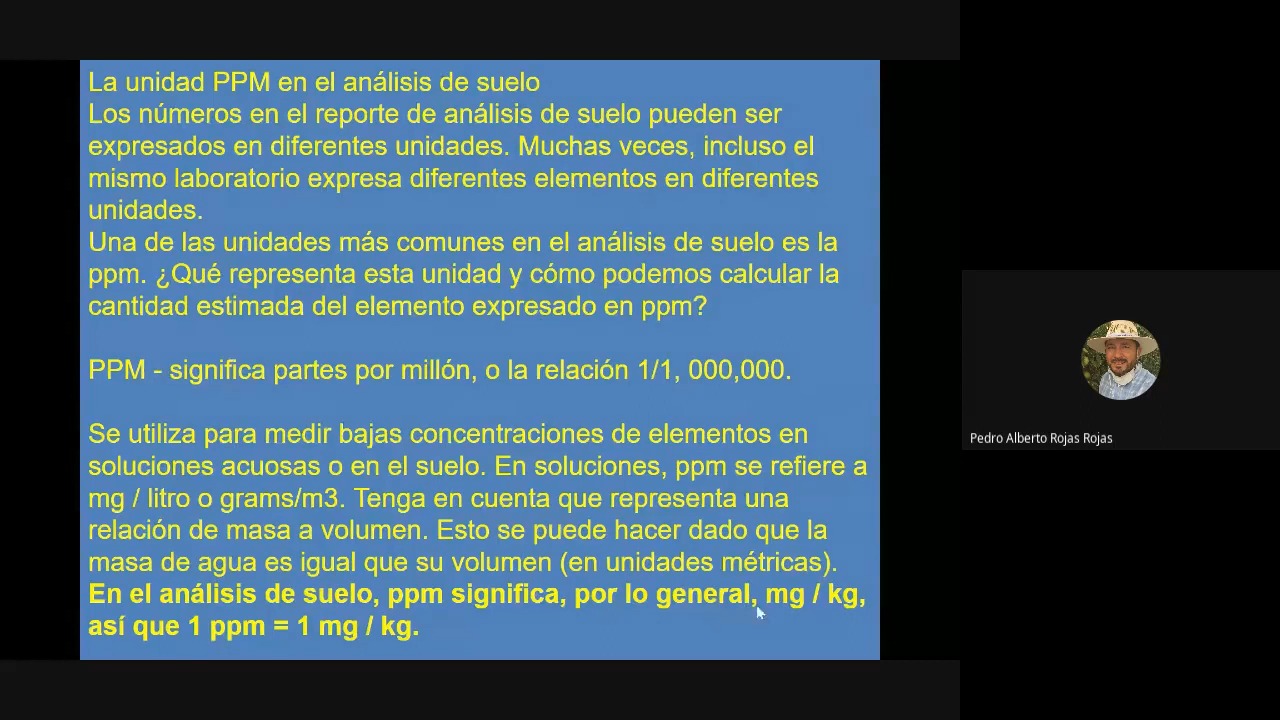 La unidad PPM en el análisis de suelo
Los números en el reporte de análisis de suelo pueden ser
expresados en diferentes unidades. Muchas veces, incluso el
mismo laboratorio expresa diferentes elementos en diferentes
unidades.
Una de las unidades más comunes en el análisis de suelo es la
ppm. ¿Qué representa esta unidad y cómo podemos calcular la
cantidad estimada del elemento expresado en ppm?
PPM - significa partes por millón, o la relación 1/1, 000,000.
Se utiliza para medir bajas concentraciones de elementos en
soluciones acuosas o en el suelo. En soluciones, ppm se refiere a
mg / litro o grams/m3. Tenga en cuenta que representa una
relación de masa a volumen. Esto se puede hacer dado que la
masa de agua es igual que su volumen (en unidades métricas).
En el análisis de suelo, ppm significa, por lo general, mg / kg,
así que 1 ppm = 1 mg / kg.
Pedro Alberto Rojas Rojas